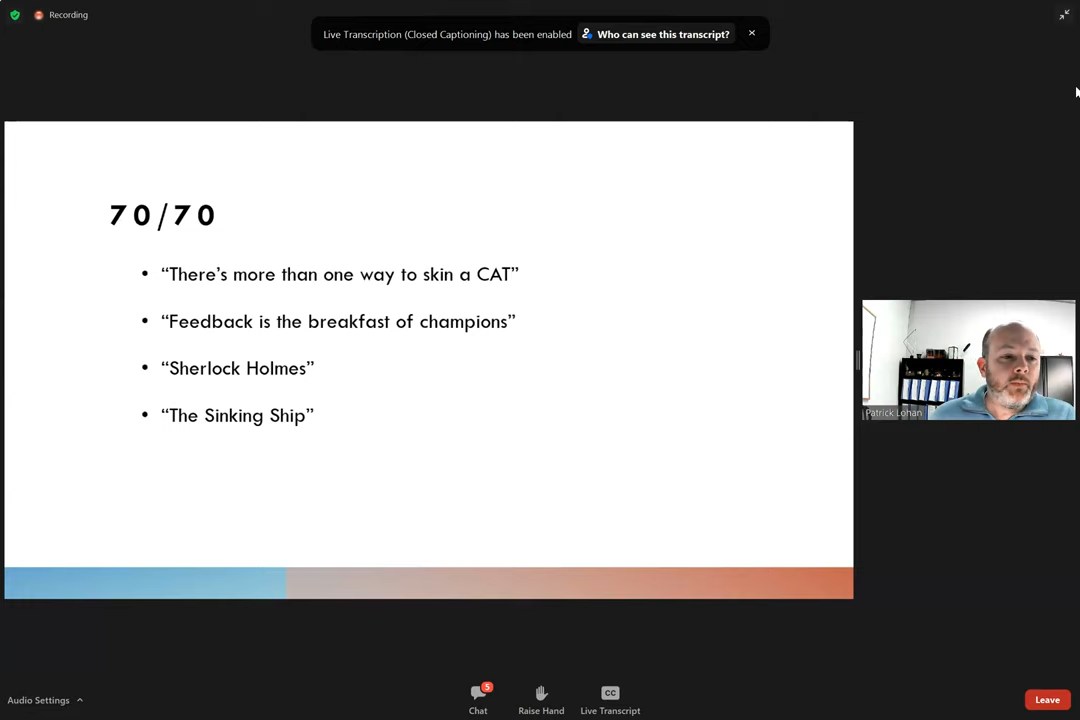 Recording
Live Transcription (Closed Captioning) has been enabled Who can see this transcript?
70/70
• “There’s more than one way to skin a CAT”
• “Feedback is the breakfast of champions”
• “Sherlock Holmes”
• “The Sinking Ship”
Patrick Lohan
Audio Settings
5
CC
Chat
Raise Hand
Live Transcript
Leave